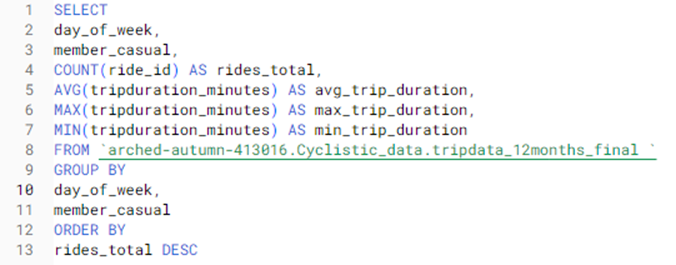 1 SELECT
2 day_of_week,
3 member_casual,
4 COUNT(ride_id) AS rides_total,
5 AVG(tripduration_minutes) AS avg_trip_duration,
6 MAX(tripduration_minutes) AS max_trip_duration,
7 MIN(tripduration_minutes) AS min_trip_duration
8 FROM `arched-autumn-413016.Cyclistic_data.tripdata_12months_final `
9 GROUP BY
10 day_of_week,
11 member_casual
12 ORDER BY
13 rides_total DESC